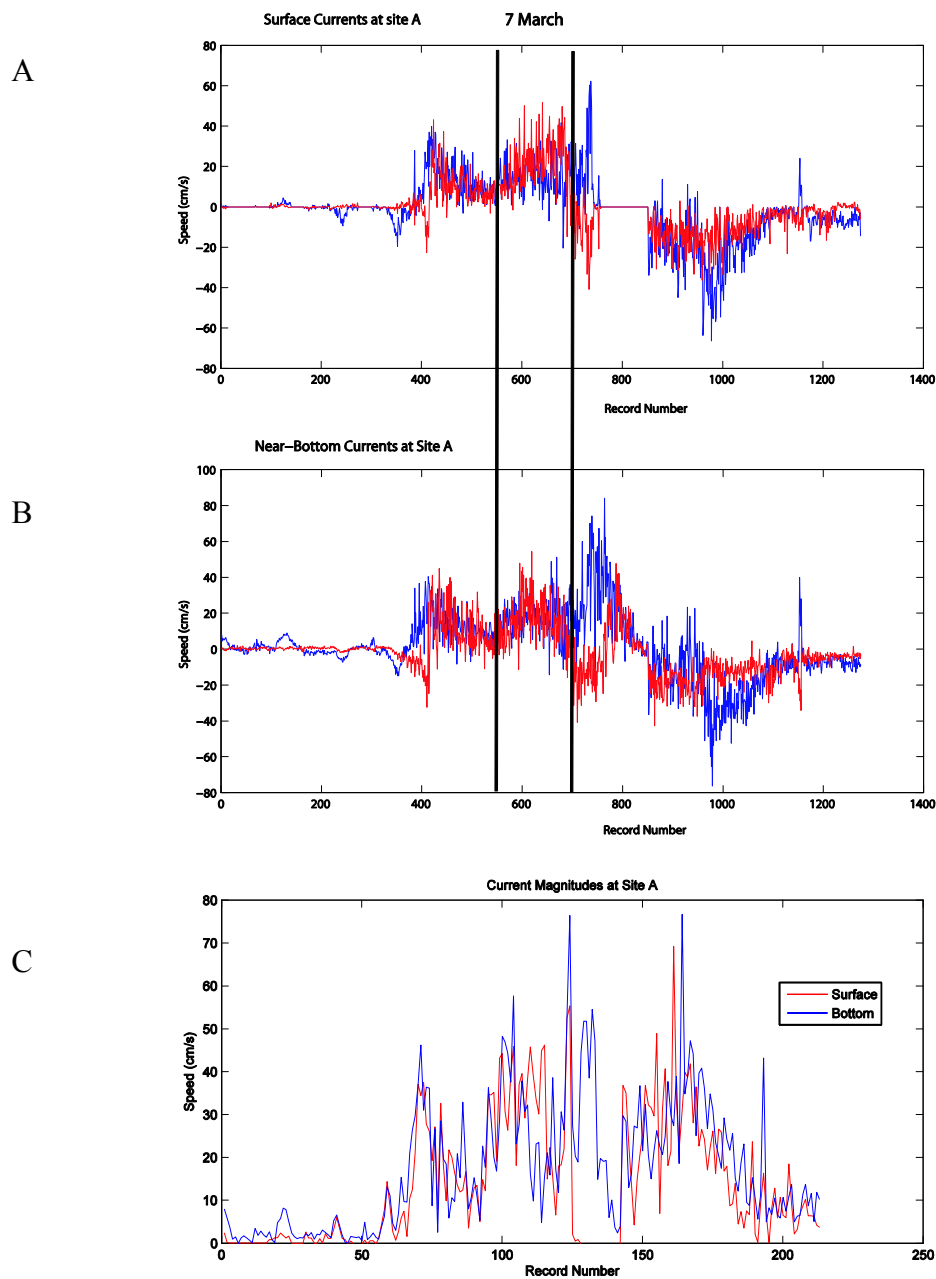 Surface Currents at site A
7 March
A
80
60
40
20
0
−20
−40
−60
−80
Speed (cm/s)
0 200 400 600 800 1000 1200 1400
Record Number
Near−Bottom Currents at Site A
B
100
80
60
40
20
0
−20
−40
−60
−80
Speed (cm/s)
0 200 400 600 800 1000 1200 1400
Record Number
Current Magnitudes at Site A
C
80
70
60
50
40
30
20
10
0
Speed (cm/s)
Surface
Bottom
0 50 100 150 200 250
Record Number